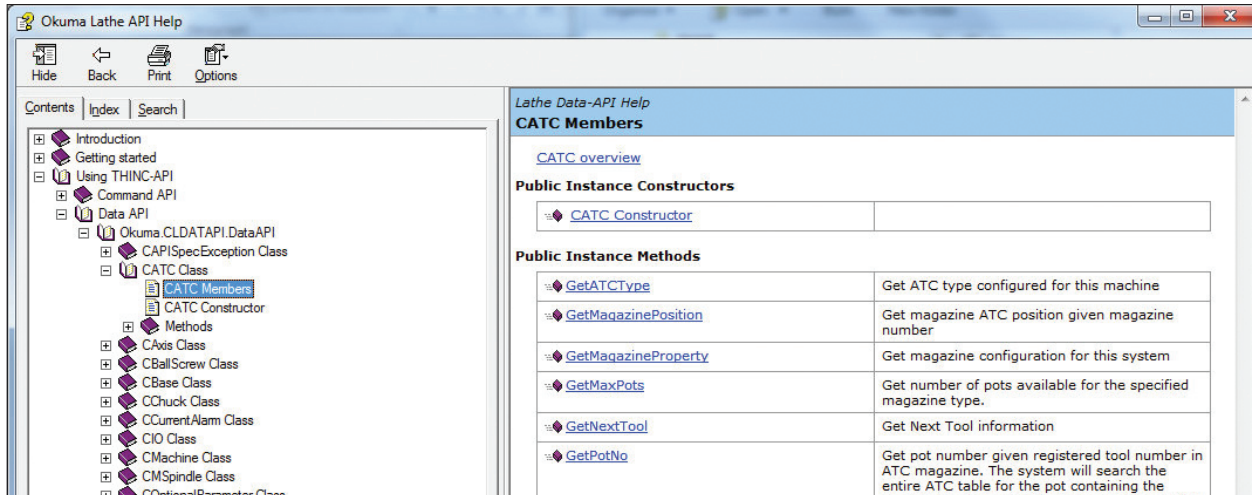 Okuma Lathe API Help
Hide Back Print Options
Contents Index Search
Introduction
Getting started
Using THINC-API
Command API
Data API
Okuma.CLDATAPI.DataAPI
CAPISpecException Class
CATC Class
CATC Members
CATC Constructor
Methods
CAxis Class
CBallScrew Class
CBase Class
CChuck Class
CCurrentAlarm Class
CIO Class
CMachine Class
CMSpindle Class
COptionalParameter Class
Lathe Data-API Help
CATC Members
CATC overview
Public Instance Constructors
CATC Constructor
Public Instance Methods
GetATCType Get ATC type configured for this machine
GetMagazinePosition Get magazine ATC position given magazine
number
GetMagazineProperty Get magazine configuration for this system
GetMaxPots Get number of pots available for the specified
magazine type.
GetNextTool Get Next Tool information
GetPotNo Get pot number given registered tool number in
ATC magazine. The system will search the
entire ATC table for the pot containing the